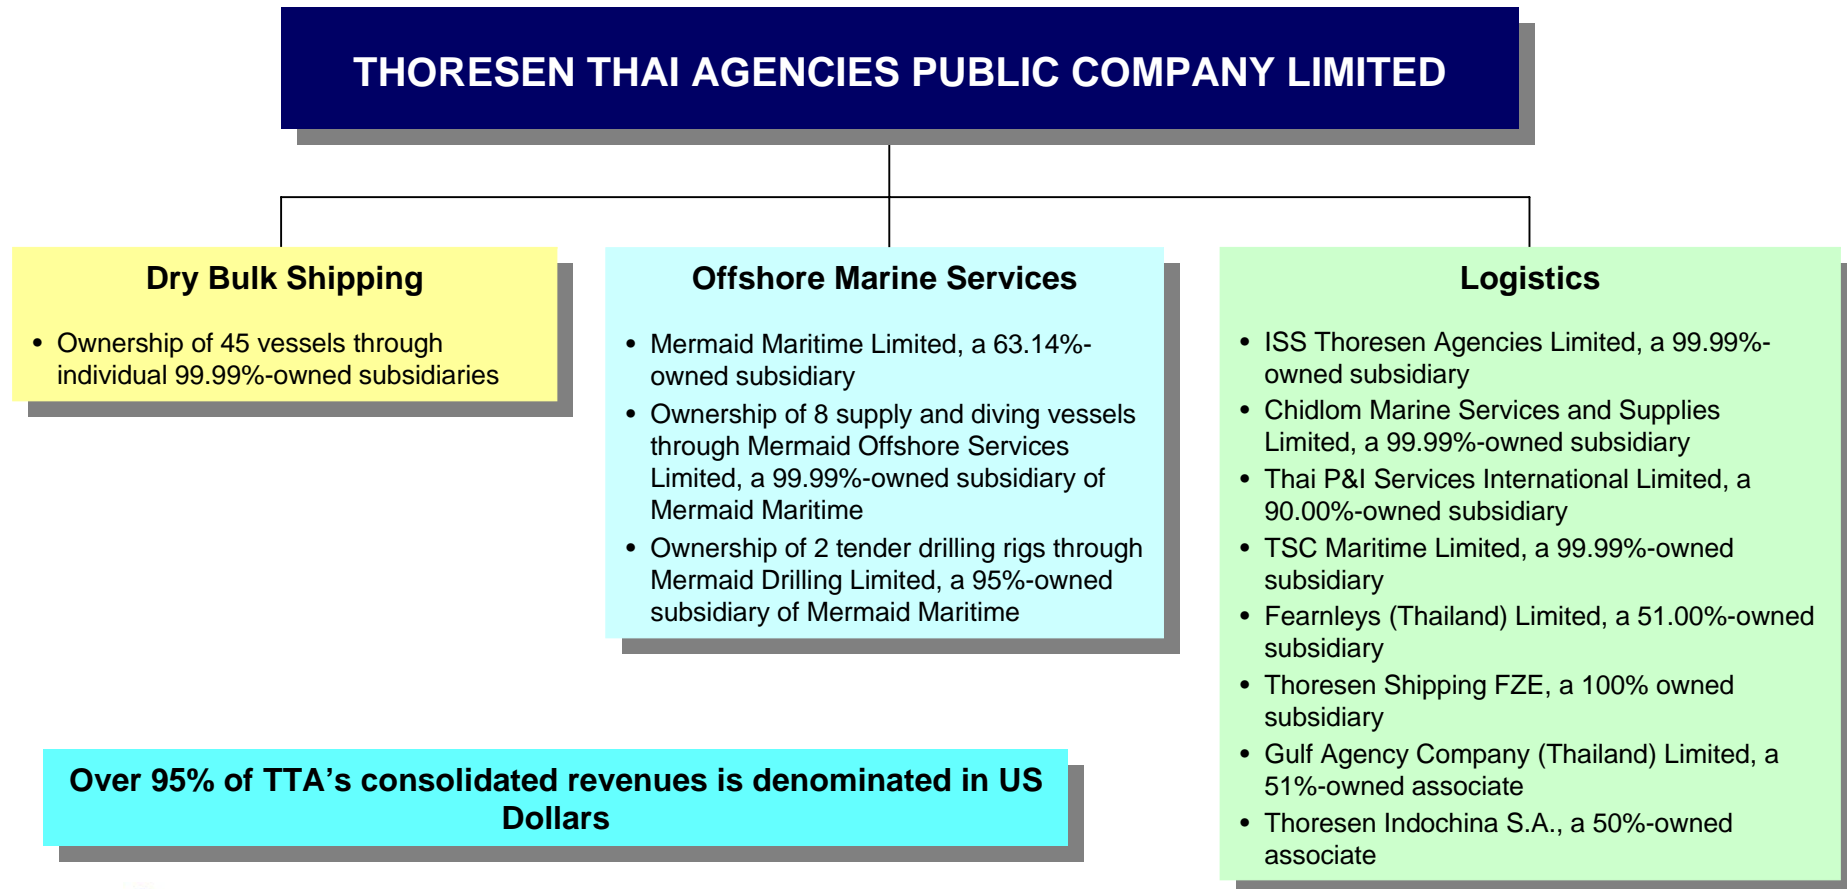 THORESEN THAI AGENCIES PUBLIC COMPANY LIMITED
Dry Bulk Shipping
• Ownership of 45 vessels through
individual 99.99%-owned subsidiaries
Offshore Marine Services
• Mermaid Maritime Limited, a 63.14%-
owned subsidiary
• Ownership of 8 supply and diving vessels
through Mermaid Offshore Services
Limited, a 99.99%-owned subsidiary of
Mermaid Maritime
• Ownership of 2 tender drilling rigs through
Mermaid Drilling Limited, a 95%-owned
subsidiary of Mermaid Maritime
Logistics
• ISS Thoresen Agencies Limited, a 99.99%-
owned subsidiary
• Chidlom Marine Services and Supplies
Limited, a 99.99%-owned subsidiary
• Thai P&I Services International Limited, a
90.00%-owned subsidiary
• TSC Maritime Limited, a 99.99%-owned
subsidiary
• Fearnleys (Thailand) Limited, a 51.00%-owned
subsidiary
• Thoresen Shipping FZE, a 100% owned
subsidiary
• Gulf Agency Company (Thailand) Limited, a
51%-owned associate
• Thoresen Indochina S.A., a 50%-owned
associate
Over 95% of TTA’s consolidated revenues is denominated in US
Dollars